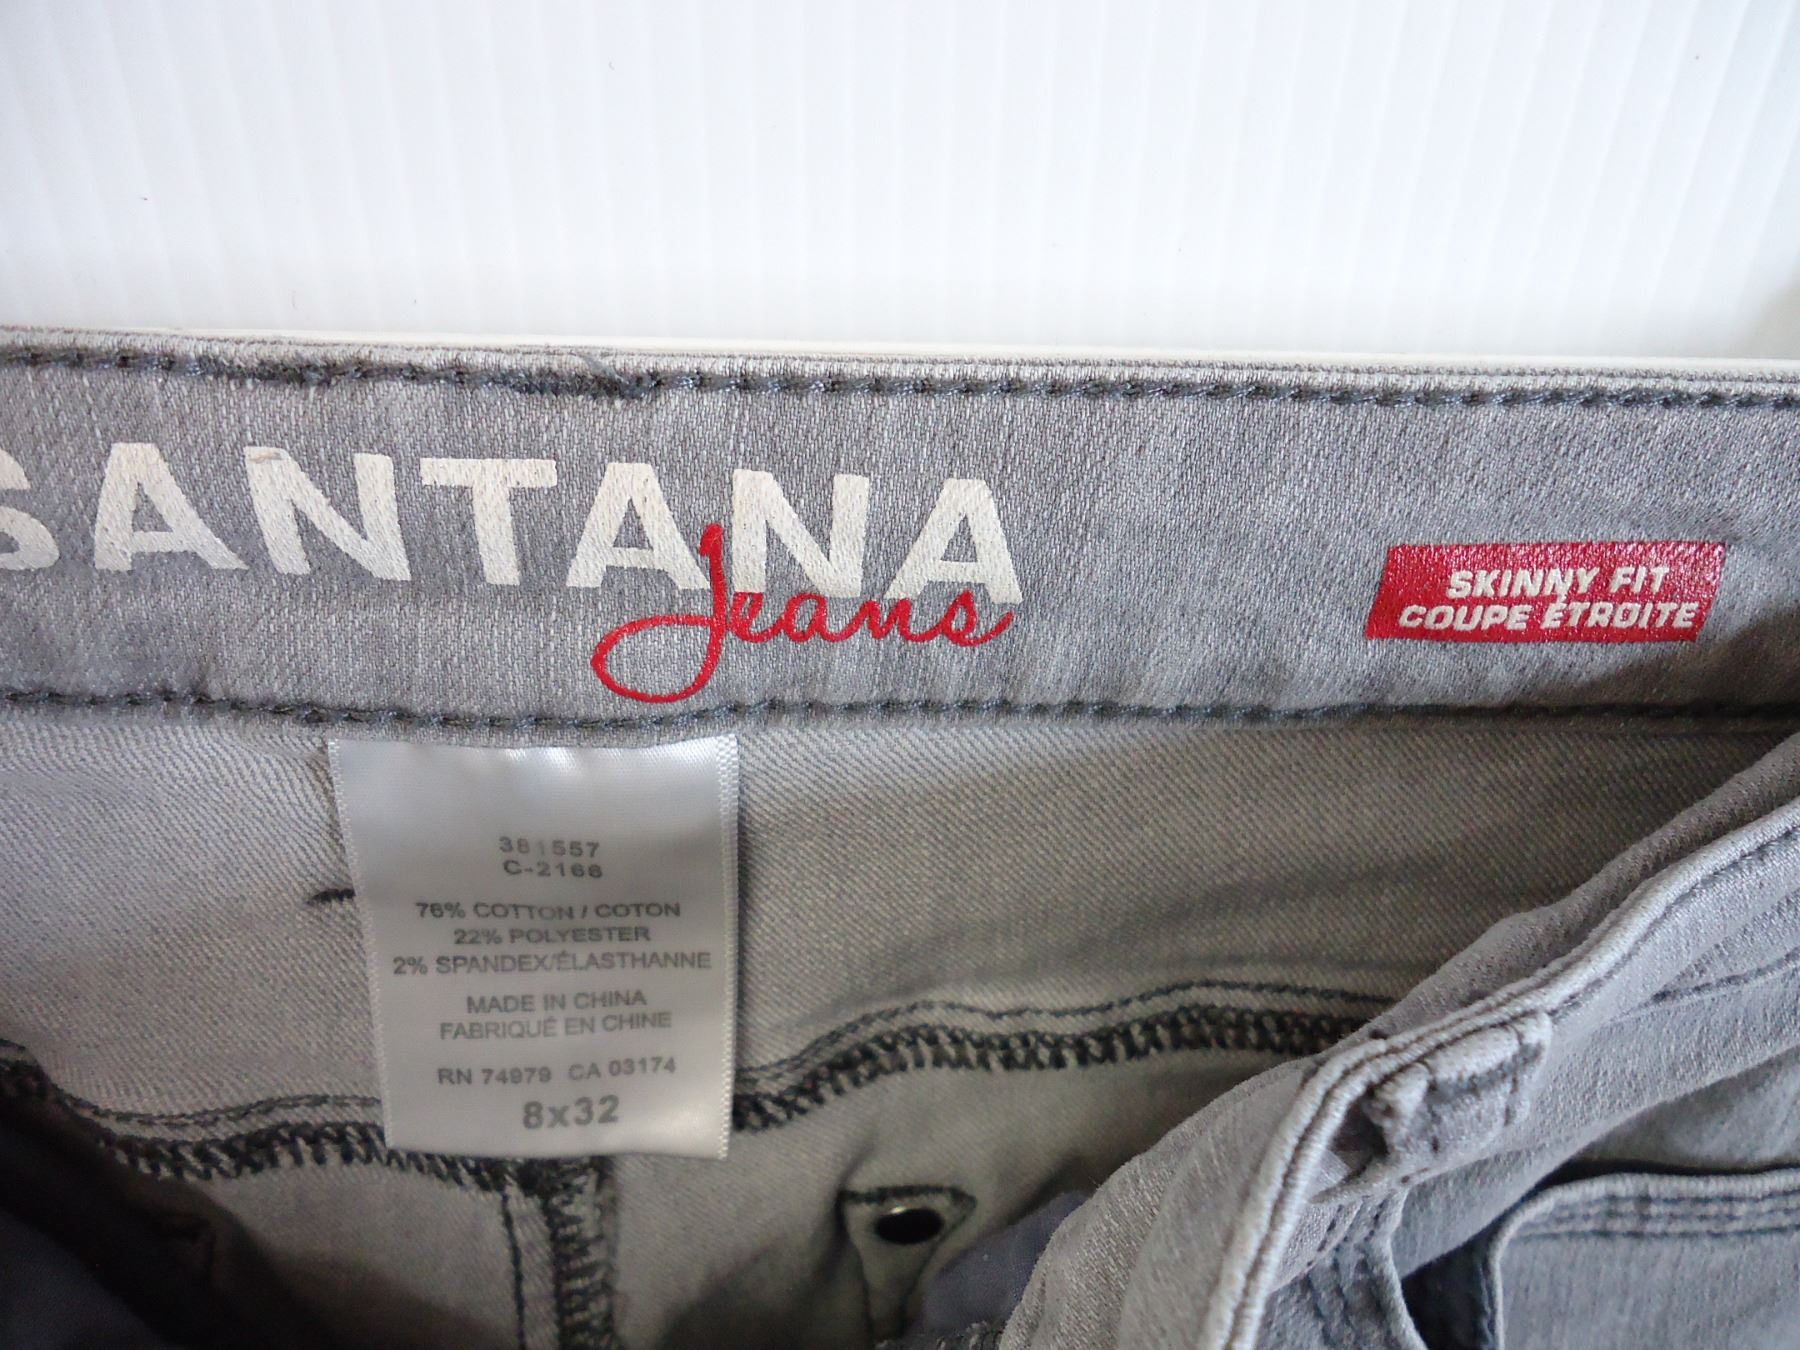 SANTANA
Jeans
SKINNY FIT
COUPE ÉTROITE
381557
C-2168
76% COTTON / COTON
22% POLYESTER
2% SPANDEX/ÉLASTHANNE
MADE IN CHINA
FABRIQUÉ EN CHINE
RN 74979 CA 03174
8x32